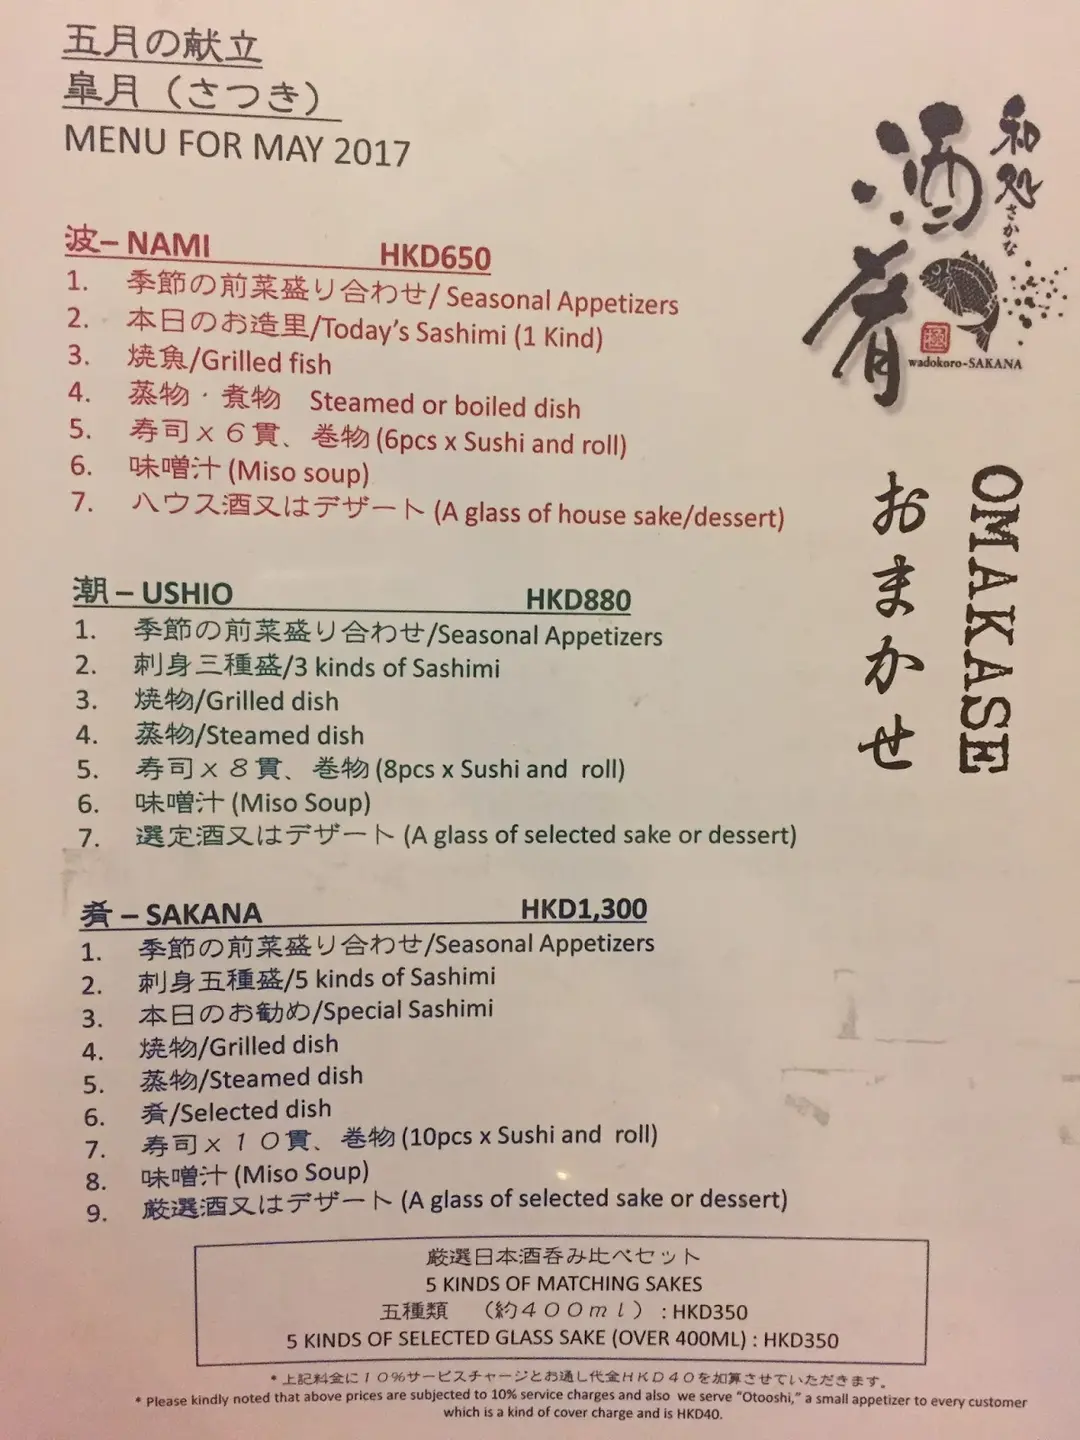 五月の献立
皐月（さつき）
MENU FOR MAY 2017
和処さかな
酒肴
極
wadokoro-SAKANA
OMAKASE
おまかせ
波– NAMI HKD650
1. 季節の前菜盛り合わせ/ Seasonal Appetizers
2. 本日のお造里/Today’s Sashimi (1 Kind)
3. 焼魚/Grilled fish
4. 蒸物・煮物 Steamed or boiled dish
5. 寿司ｘ６貫、巻物 (6pcs x Sushi and roll)
6. 味噌汁 (Miso soup)
7. ハウス酒又はデザート (A glass of house sake/dessert)
潮 – USHIO HKD880
1. 季節の前菜盛り合わせ/Seasonal Appetizers
2. 刺身三種盛/3 kinds of Sashimi
3. 焼物/Grilled dish
4. 蒸物/Steamed dish
5. 寿司ｘ８貫、巻物 (8pcs x Sushi and roll)
6. 味噌汁 (Miso Soup)
7. 選定酒又はデザート (A glass of selected sake or dessert)
肴 – SAKANA HKD1,300
1. 季節の前菜盛り合わせ/Seasonal Appetizers
2. 刺身五種盛/5 kinds of Sashimi
3. 本日のお勧め/Special Sashimi
4. 焼物/Grilled dish
5. 蒸物/Steamed dish
6. 肴/Selected dish
7. 寿司ｘ１０貫、巻物 (10pcs x Sushi and roll)
8. 味噌汁 (Miso Soup)
9. 厳選酒又はデザート (A glass of selected sake or dessert)
厳選日本酒呑み比べセット
5 KINDS OF MATCHING SAKES
五種類 （約４００ｍｌ）: HKD350
5 KINDS OF SELECTED GLASS SAKE (OVER 400ML) : HKD350
* 上記料金に１０％サービスチャージとお通し代金ＨＫＤ４０を加算させていただきます。
* Please kindly noted that above prices are subjected to 10% service charges and also we serve “Otooshi,” a small appetizer to every customer
which is a kind of cover charge and is HKD40.